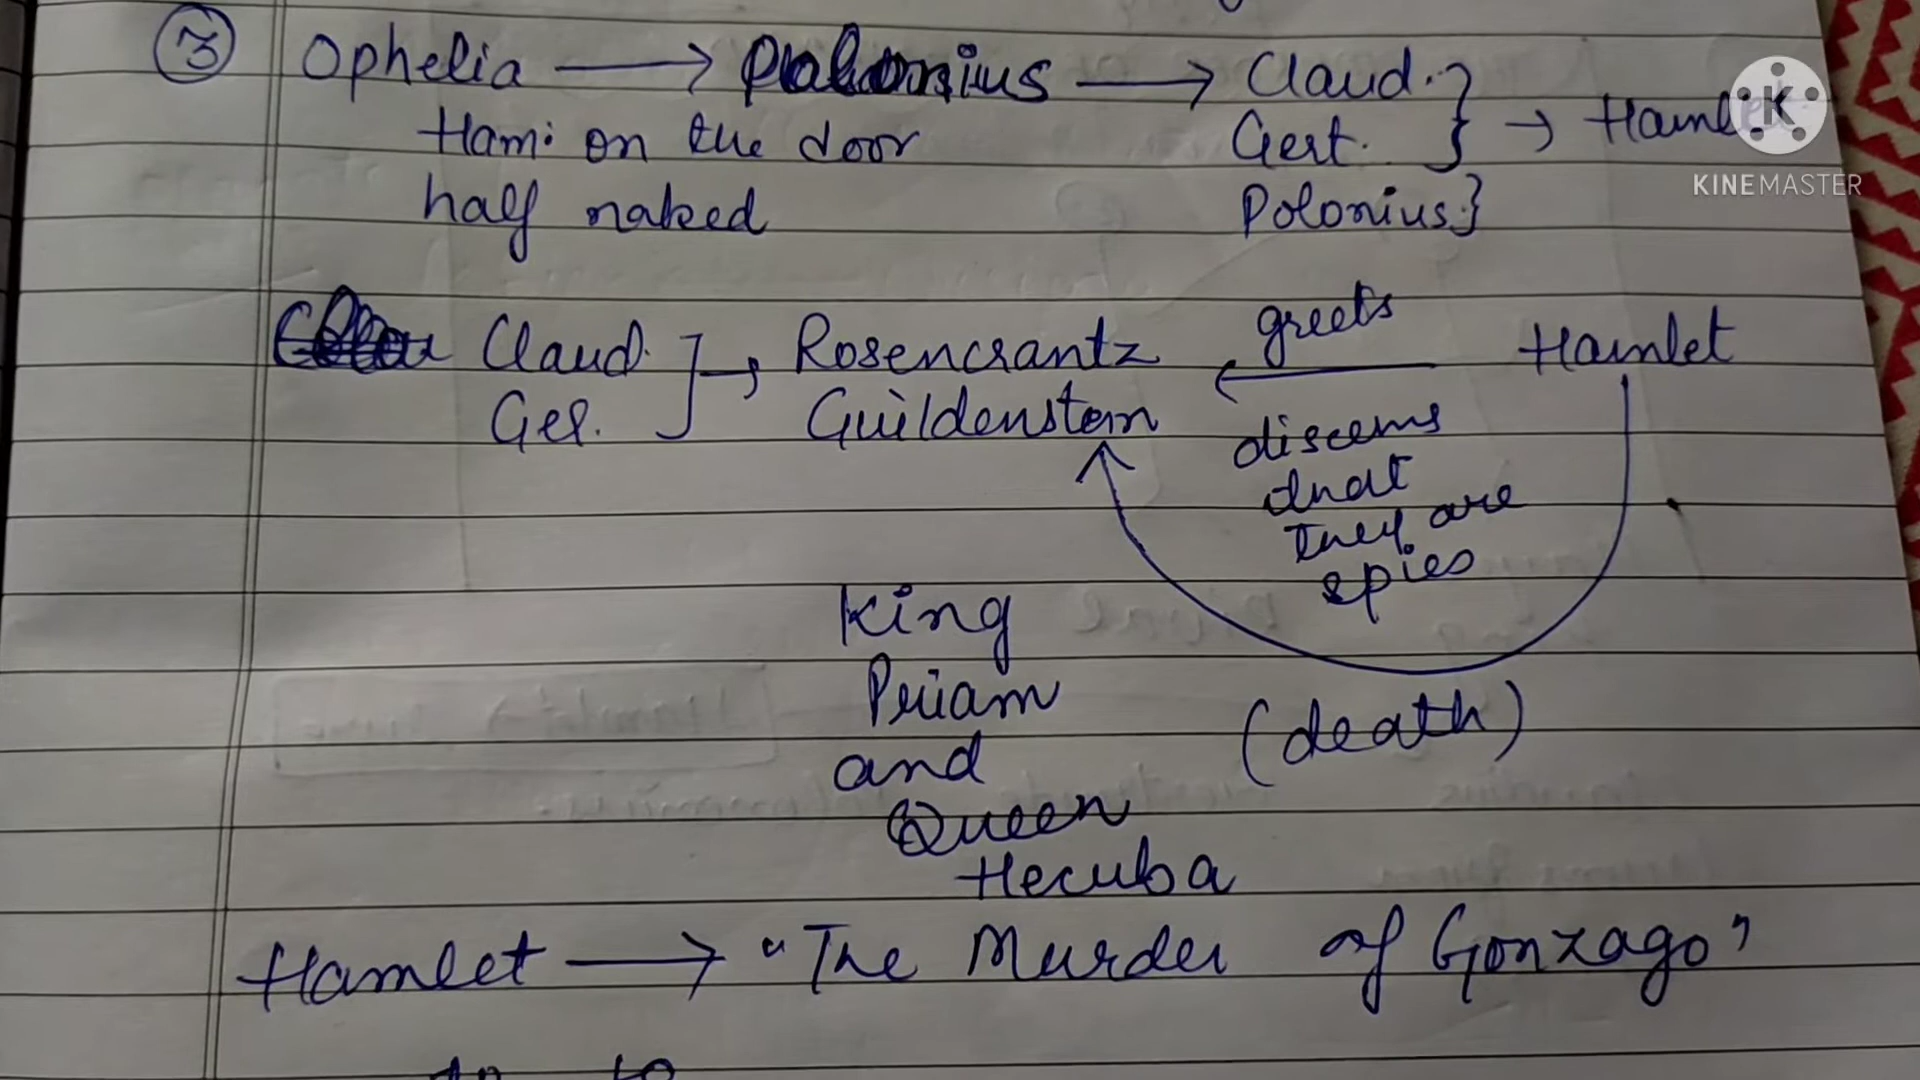 3 Ophelia → Polonius → Claud. } → Hamlet
Ham. on the door Gert.
half naked Polonius }
Claud. ] → Rosencrantz ← greets Hamlet
Ger. Guildenstern
discerns
that
they are
spies
King
Priam
and
Queen
Hecuba
(death)
Hamlet → "The Murder of Gonzago"
KINEMASTER